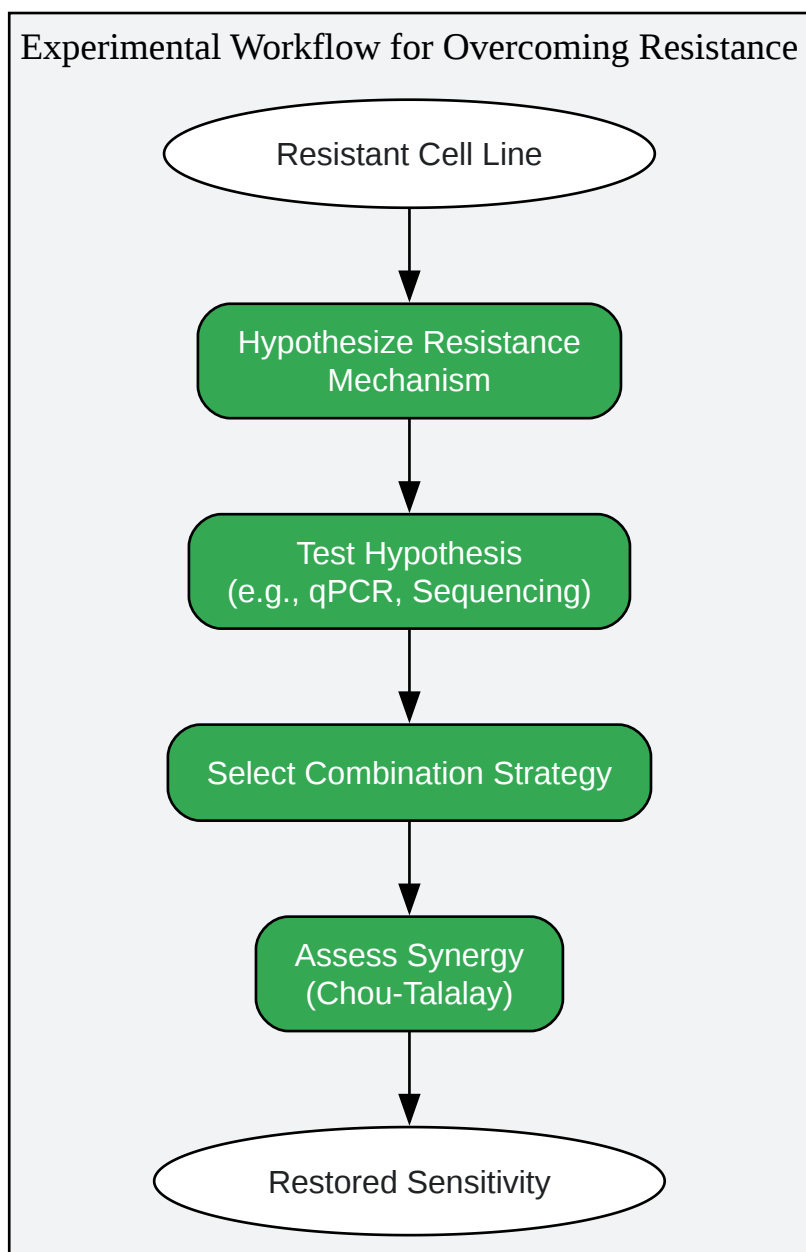 Experimental Workflow for Overcoming Resistance
Resistant Cell Line
Hypothesize Resistance
Mechanism
Test Hypothesis
(e.g., qPCR, Sequencing)
Select Combination Strategy
Assess Synergy
(Chou-Talalay)
Restored Sensitivity